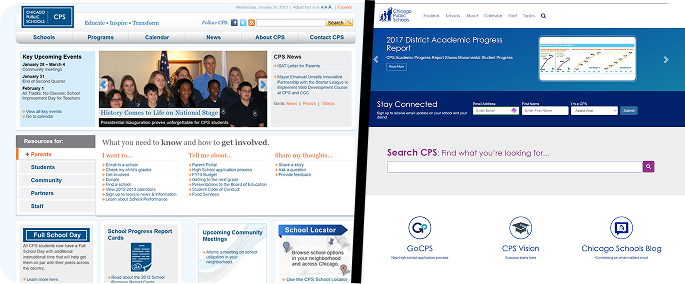 CHICAGO
PUBLIC
SCHOOLS
CPS
Wednesday, January 30, 2013 | Adjust text size: A A A | Español
Educate • Inspire • Transform
Follow CPS:
Search
Schools
Programs
Calendar
News
About CPS
Contact CPS
Key Upcoming Events
January 28 – March 4
Community meetings
January 31
End of Second Quarter
February 1
All Tracks: No Classes; School
Improvement Day for Teachers
View all key events
Go to calendar
History Comes to Life on National Stage
Presidential inauguration proves unforgettable for CPS students
CPS News
ISAT Letter for Parents
Mayor Emanuel Unveils Innovative
Partnership with the Starter League to
Implement Web Development Course
at CPS and CCC
Go to: News | Photos | Videos
Resources for:
Parents
Students
Community
Partners
Staff
What you need to know and how to get involved.
I want to...
Enroll in a school
Check my child's grades
Get involved
Donate
Find a school
View 2012-2013 calendars
Sign up to receive news & information
Learn about School Performance
Tell me about...
Parent Portal
High School application process
FY13 Budget
Getting to the next grade
Presentations to the Board of Education
Student Code of Conduct
Food Services
Share my thoughts...
Share a story
Ask a question
Provide feedback
Full School Day
All CPS students now have a Full
School Day with additional
instructional time that will help get
them on par with their peers across
the country.
Learn more here.
School Progress Report
Cards
Read about the 2012 School
Progress Report Cards
Upcoming Community
Meetings
Attend a meeting on school
utilization in your
neighborhood.
School Locator
Browse school options
in your neighborhood
and across Chicago.
Use the CPS School Locator
Chicago
Public
Schools
Students
Schools
About
Calendar
Staff
Topics
2017 District Academic Progress
Report
CPS Academic Report Shows Monumental Student Progress
Read More
Stay Connected
Sign up to receive email updates on your school and your
Email Address
Enter Email
First Name
Enter First Name
I'm a CPS
Select One
Submit
Search CPS: Find what you're looking for...
GoCPS
New high school application process
CPS Vision
Success starts here
Chicago Schools Blog
Connecting on what matters most